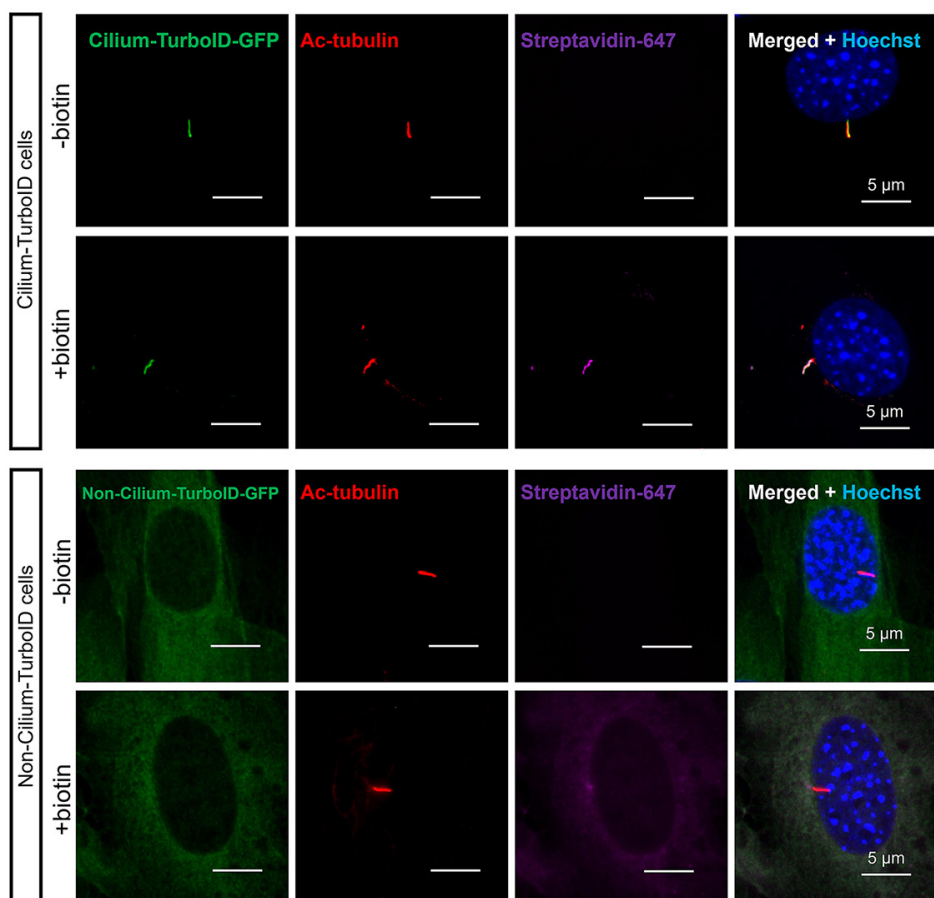 Cilium-TurboID cells
-biotin
Cilium-TurboID-GFP
Ac-tubulin
Streptavidin-647
Merged + Hoechst
5 µm
+biotin
5 µm
Non-Cilium-TurboID cells
-biotin
Non-Cilium-TurboID-GFP
Ac-tubulin
Streptavidin-647
Merged + Hoechst
5 µm
+biotin
5 µm